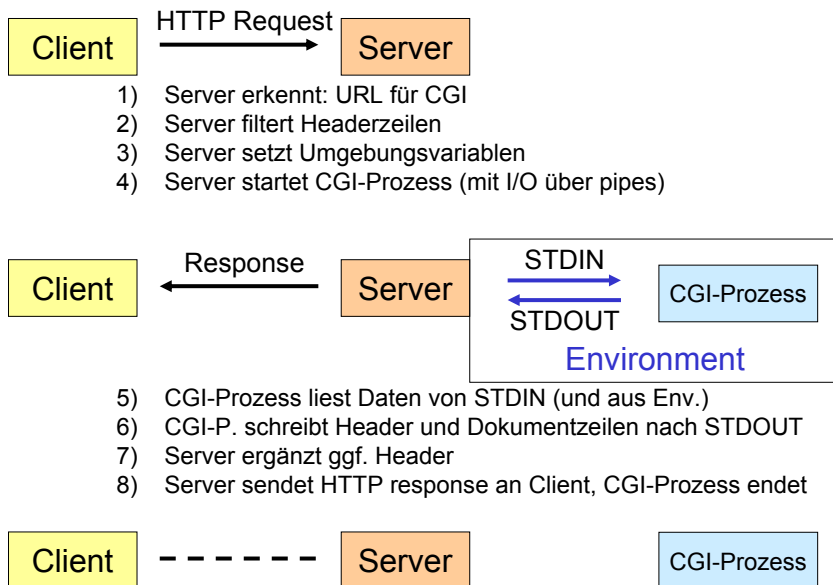 HTTP Request
Client
Server
1) Server erkennt: URL für CGI
2) Server filtert Headerzeilen
3) Server setzt Umgebungsvariablen
4) Server startet CGI-Prozess (mit I/O über pipes)
Client
Response
Server
STDIN
STDOUT
CGI-Prozess
Environment
5) CGI-Prozess liest Daten von STDIN (und aus Env.)
6) CGI-P. schreibt Header und Dokumentzeilen nach STDOUT
7) Server ergänzt ggf. Header
8) Server sendet HTTP response an Client, CGI-Prozess endet
Client
Server
CGI-Prozess